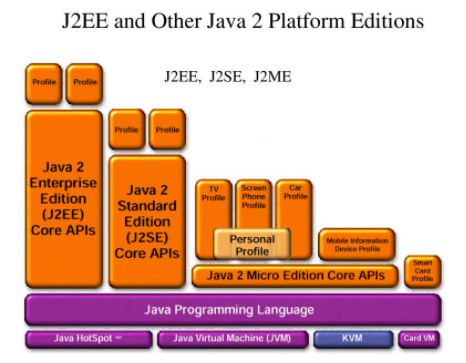 J2EE and Other Java 2 Platform Editions
J2EE, J2SE, J2ME
Profile
Profile
Profile
Profile
Java 2
Enterprise
Edition
(J2EE)
Core APIs
Java 2
Standard
Edition
(J2SE)
Core APIs
TV
Profile
Screen
Phone
Profile
Car
Profile
Personal
Profile
Mobile Information
Device Profile
Java 2 Micro Edition Core APIs
Smart
Card
Profile
Java Programming Language
Java HotSpot ™
Java Virtual Machine (JVM)
KVM
Card VM